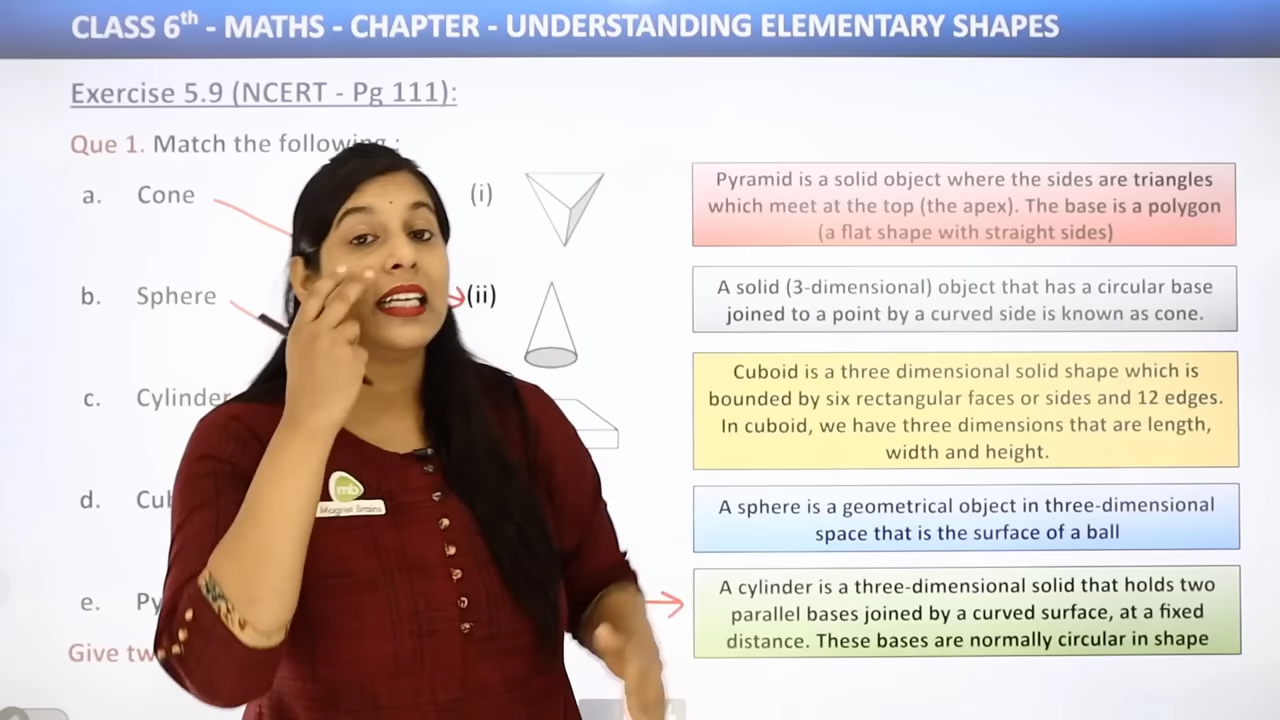 CLASS 6th - MATHS - CHAPTER - UNDERSTANDING ELEMENTARY SHAPES
Exercise 5.9 (NCERT - Pg 111):
Que 1. Match the following :
a. Cone
(i)
Pyramid is a solid object where the sides are triangles
which meet at the top (the apex). The base is a polygon
(a flat shape with straight sides)
b. Sphere
(ii)
A solid (3-dimensional) object that has a circular base
joined to a point by a curved side is known as cone.
c. Cylinder
Cuboid is a three dimensional solid shape which is
bounded by six rectangular faces or sides and 12 edges.
In cuboid, we have three dimensions that are length,
width and height.
d.
A sphere is a geometrical object in three-dimensional
space that is the surface of a ball
e.
A cylinder is a three-dimensional solid that holds two
parallel bases joined by a curved surface, at a fixed
distance. These bases are normally circular in shape
Give
mb
Magnet Brains